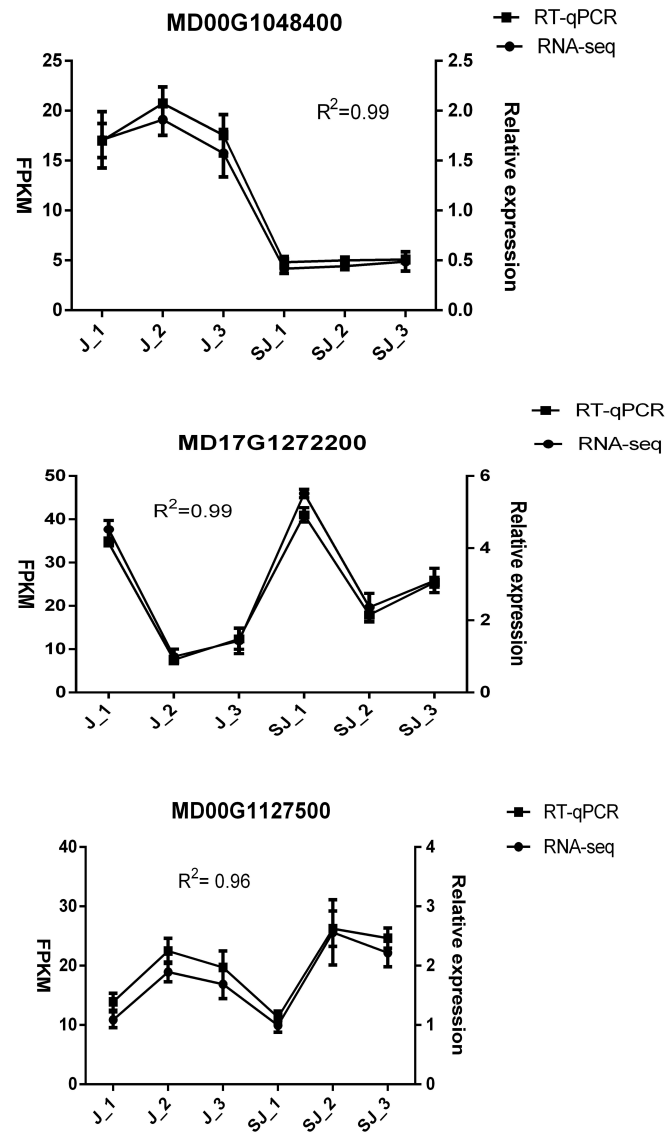 MD00G1048400
RT-qPCR
RNA-seq
25
20
15
10
5
0
FPKM
R²=0.99
2.5
2.0
1.5
1.0
0.5
0.0
Relative expression
J_1
J_2
J_3
SJ_1
SJ_2
SJ_3
RT-qPCR
RNA-seq
MD17G1272200
50
40
30
20
10
0
FPKM
R²=0.99
6
4
2
0
Relative expression
J_1
J_2
J_3
SJ_1
SJ_2
SJ_3
MD00G1127500
RT-qPCR
RNA-seq
40
30
20
10
0
FPKM
R²= 0.96
4
3
2
1
0
Relative expression
J_1
J_2
J_3
SJ_1
SJ_2
SJ_3